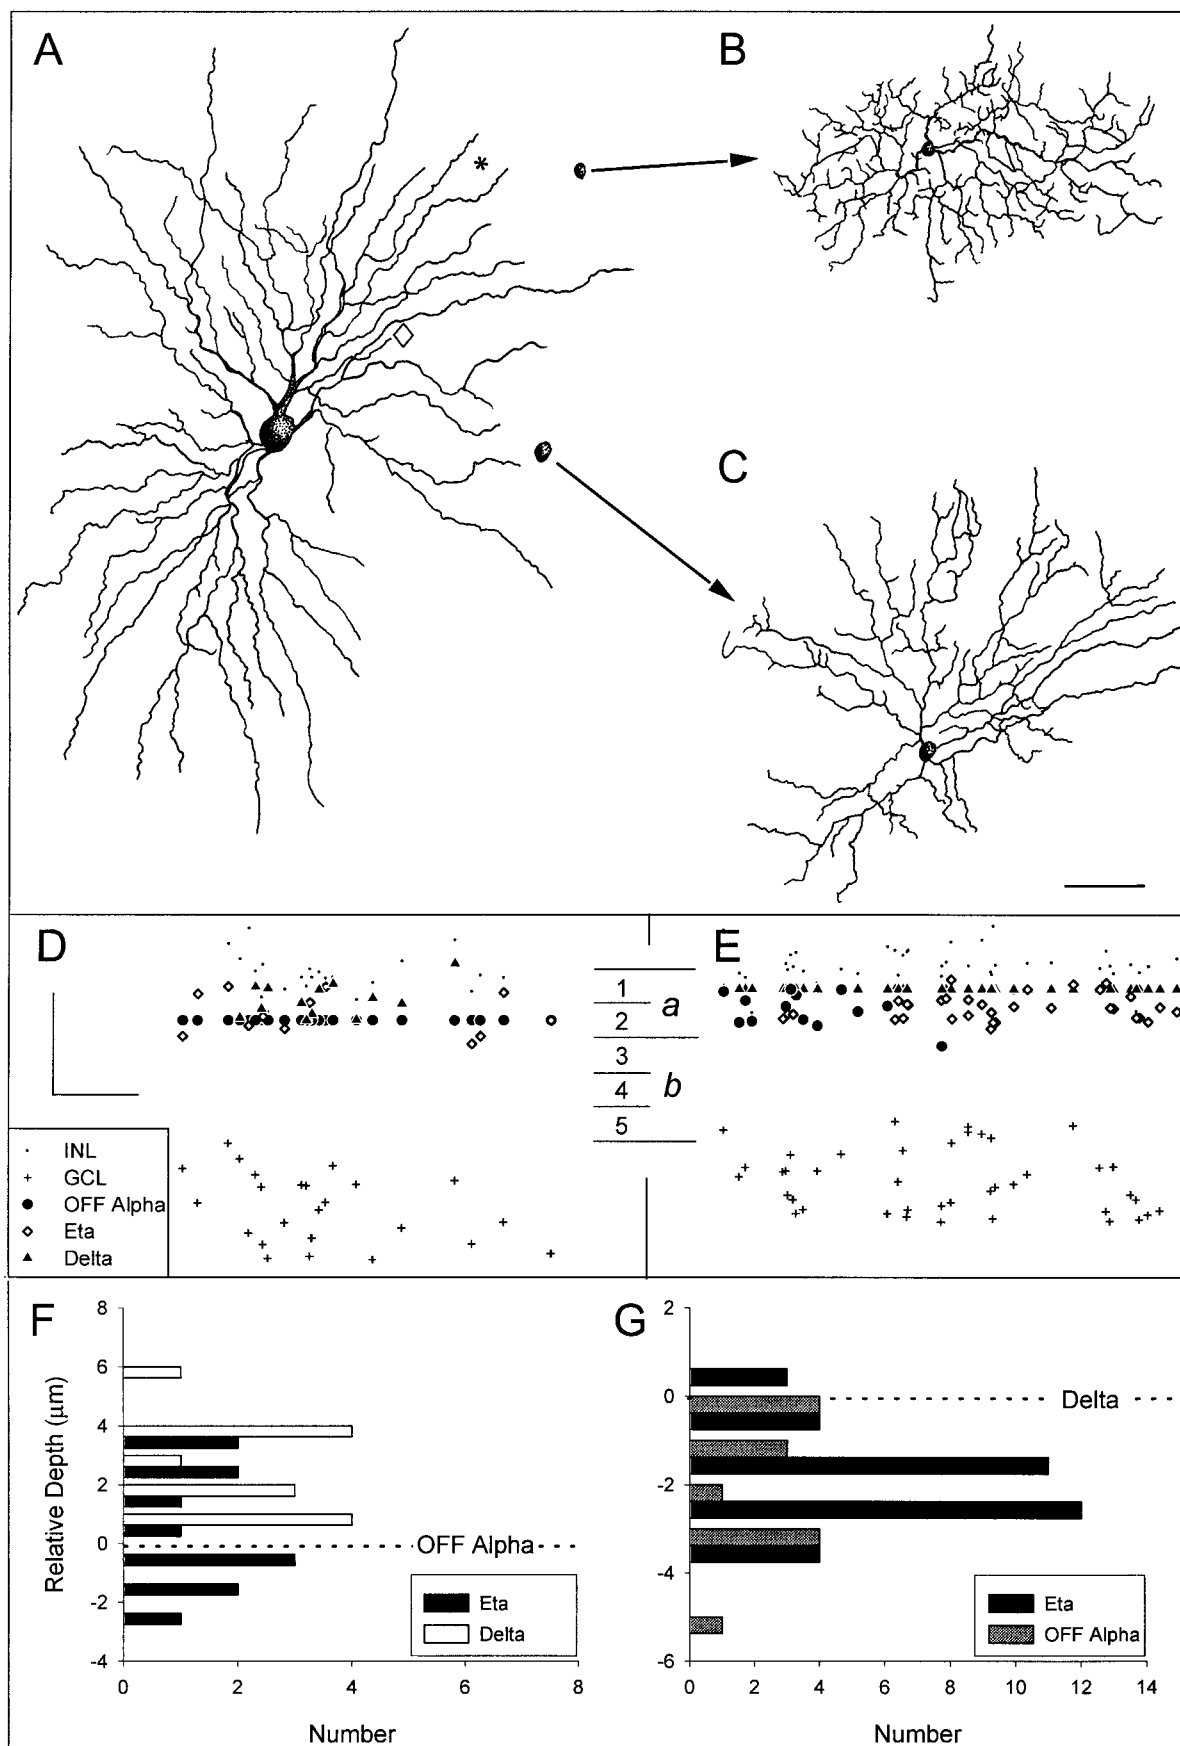 A
B
*
C
D
E
1
2
a
3
4
b
5
INL
GCL
OFF Alpha
Eta
Delta
F
G
Relative Depth (µm)
8
6
4
2
0
-2
-4
OFF Alpha
Eta
Delta
0 2 4 6 8
Number
2
0
-2
-4
-6
Delta
Eta
OFF Alpha
0 2 4 6 8 10 12 14
Number